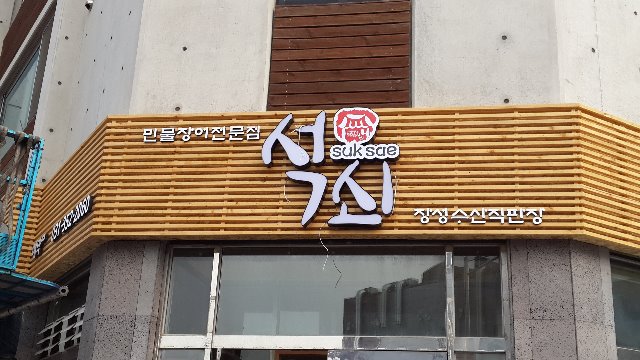 민물장어전문점
석쇠
suk sae
장성수산직판장